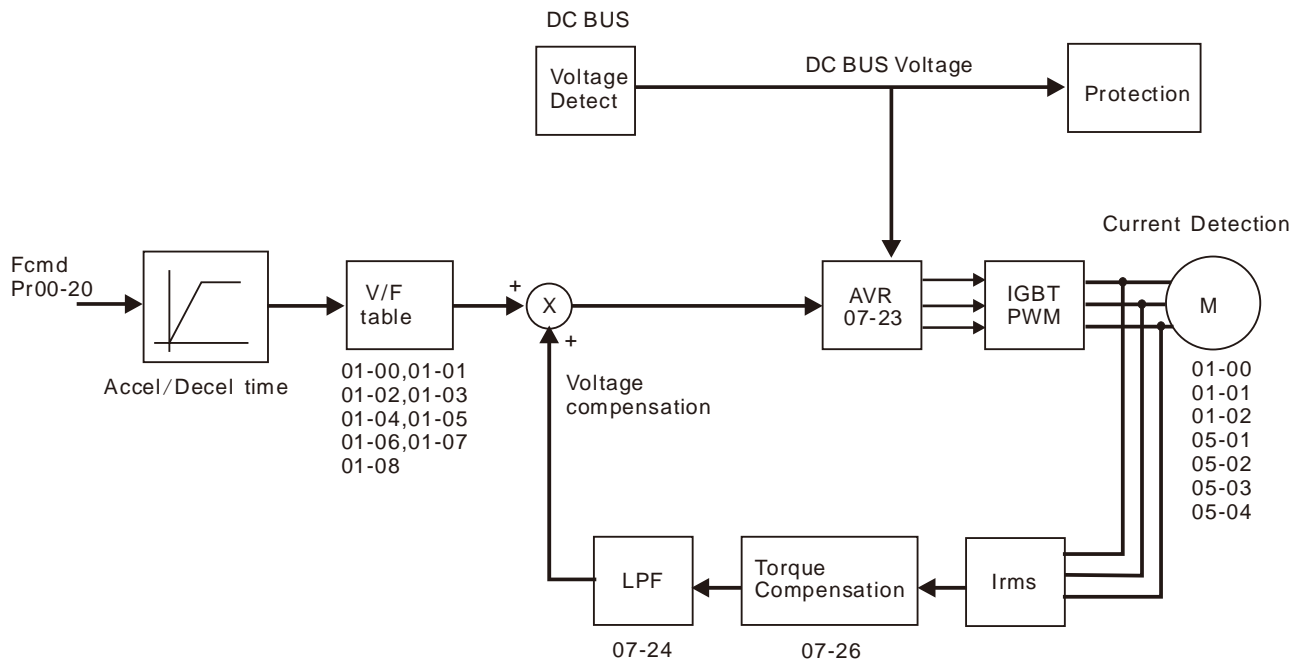 DC BUS
Voltage
Detect
DC BUS Voltage
Protection
Current Detection
Fcmd
Pr00-20
Accel/Decel time
V/F
table
01-00,01-01
01-02,01-03
01-04,01-05
01-06,01-07
01-08
+
X
+
Voltage
compensation
AVR
07-23
IGBT
PWM
M
01-00
01-01
01-02
05-01
05-02
05-03
05-04
LPF
07-24
Torque
Compensation
07-26
Irms